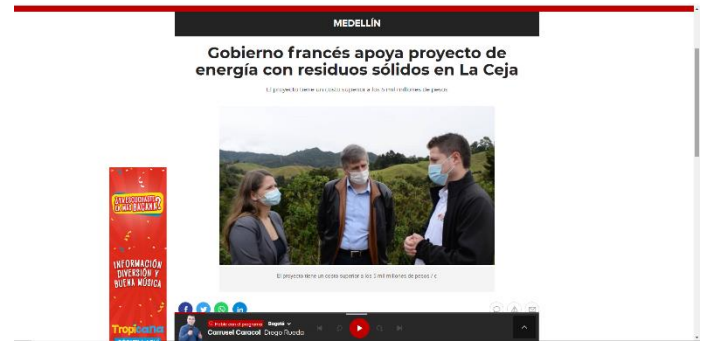 MEDELLÍN
Gobierno francés apoya proyecto de
energía con residuos sólidos en La Ceja
El proyecto tiene un costo superior a los 5 mil millones de pesos
INFORMACIÓN
DIVERSIÓN Y
BUENA MÚSICA
El proyecto tiene un costo superior a los 5 mil millones de pesos /
Tropicana
Bogotá
Carrusel Caracol Diego Rueda